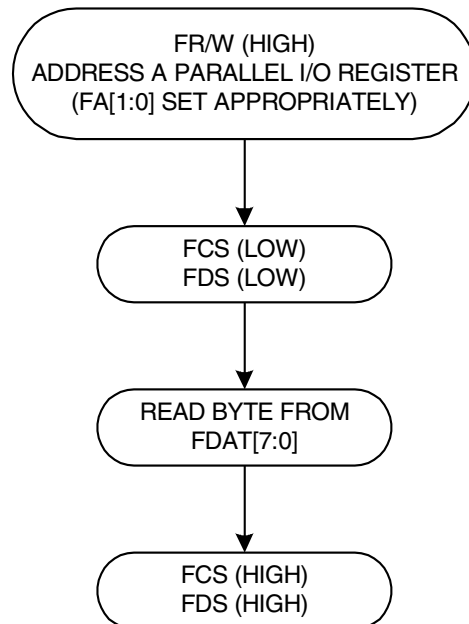 FR/W (HIGH)
ADDRESS A PARALLEL I/O REGISTER
(FA[1:0] SET APPROPRIATELY)
FCS (LOW)
FDS (LOW)
READ BYTE FROM
FDAT[7:0]
FCS (HIGH)
FDS (HIGH)